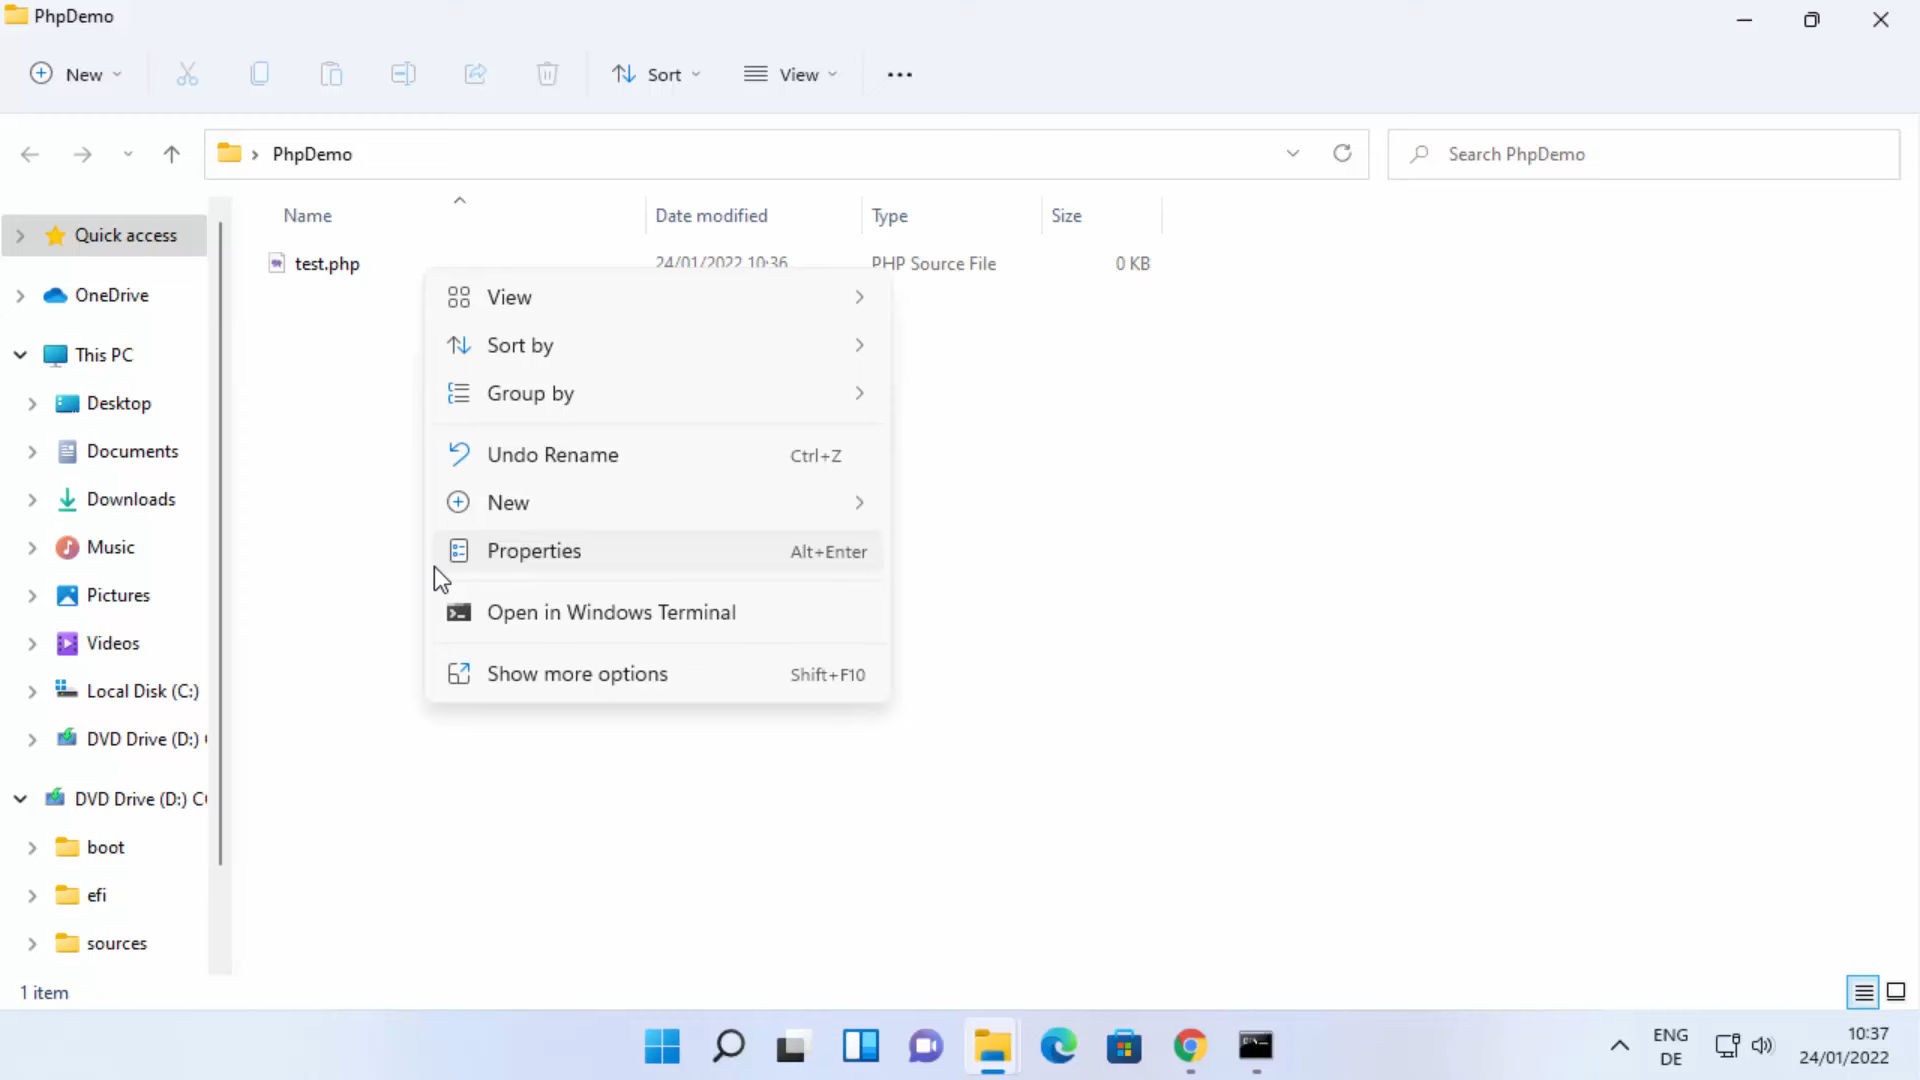 PhpDemo
New
Sort
View
PhpDemo
Search PhpDemo
Name
Date modified
Type
Size
Quick access
test.php
24/01/2022 10:36
PHP Source File
0 KB
OneDrive
This PC
Desktop
Documents
Downloads
Music
Pictures
Videos
Local Disk (C:)
DVD Drive (D:)
DVD Drive (D:) C
boot
efi
sources
View
Sort by
Group by
Undo Rename Ctrl+Z
New
Properties Alt+Enter
Open in Windows Terminal
Show more options Shift+F10
1 item
ENG
DE
10:37
24/01/2022